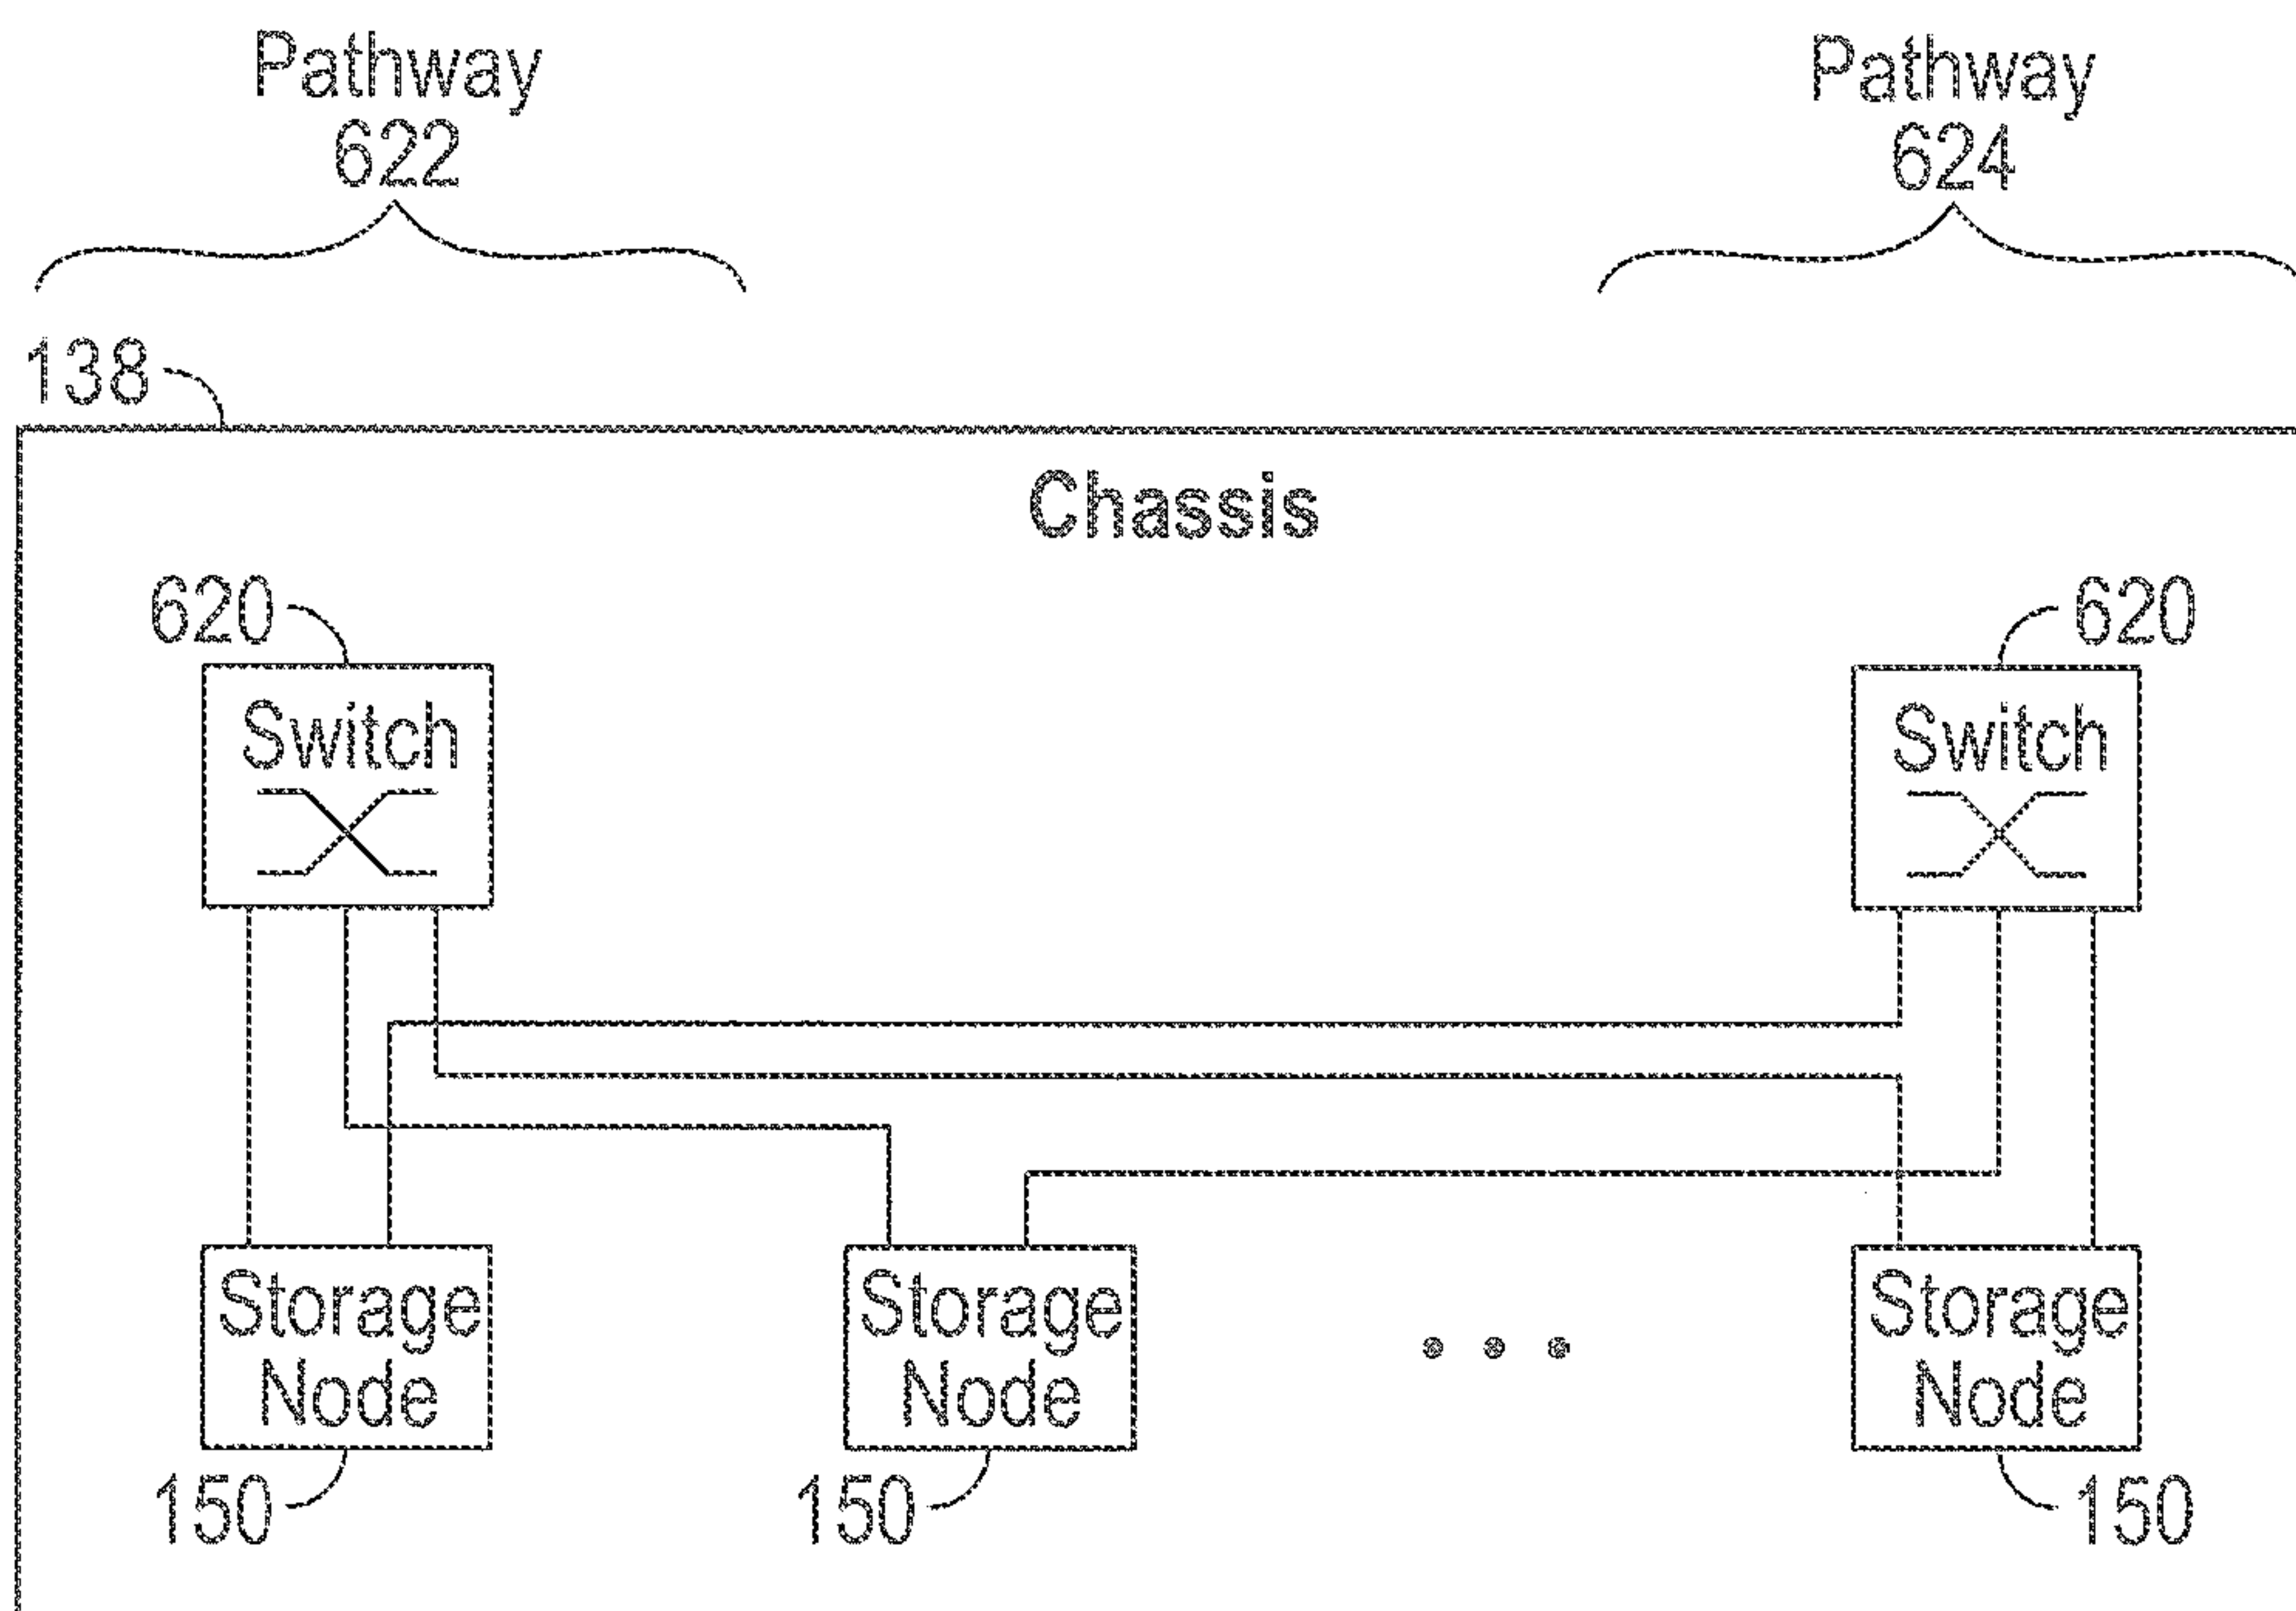 Pathway
622
Pathway
624
138
Chassis
620
620
Switch
Switch
Storage
Node
Storage
Node
Storage
Node
150
150
150